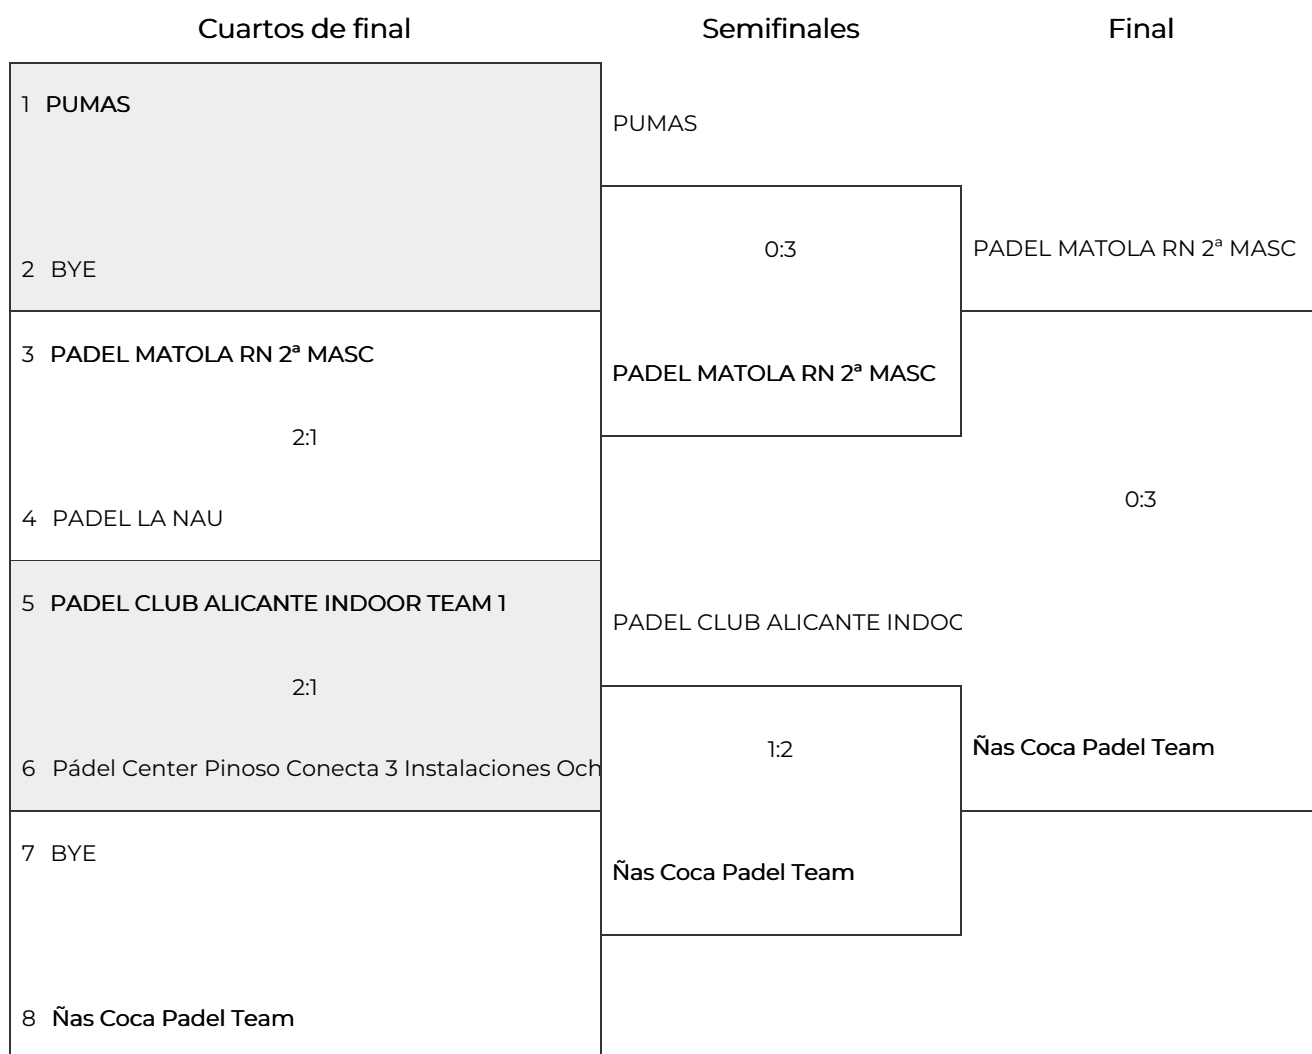 Cuartos de final
Semifinales
Final
1 PUMAS
2 BYE
3 PADEL MATOLA RN 2ª MASC
2:1
4 PADEL LA NAU
5 PADEL CLUB ALICANTE INDOOR TEAM 1
2:1
6 Pádel Center Pinoso Conecta 3 Instalaciones Och
7 BYE
8 Ñas Coca Padel Team
PUMAS
0:3
PADEL MATOLA RN 2ª MASC
PADEL CLUB ALICANTE INDOO
1:2
Ñas Coca Padel Team
PADEL MATOLA RN 2ª MASC
0:3
Ñas Coca Padel Team